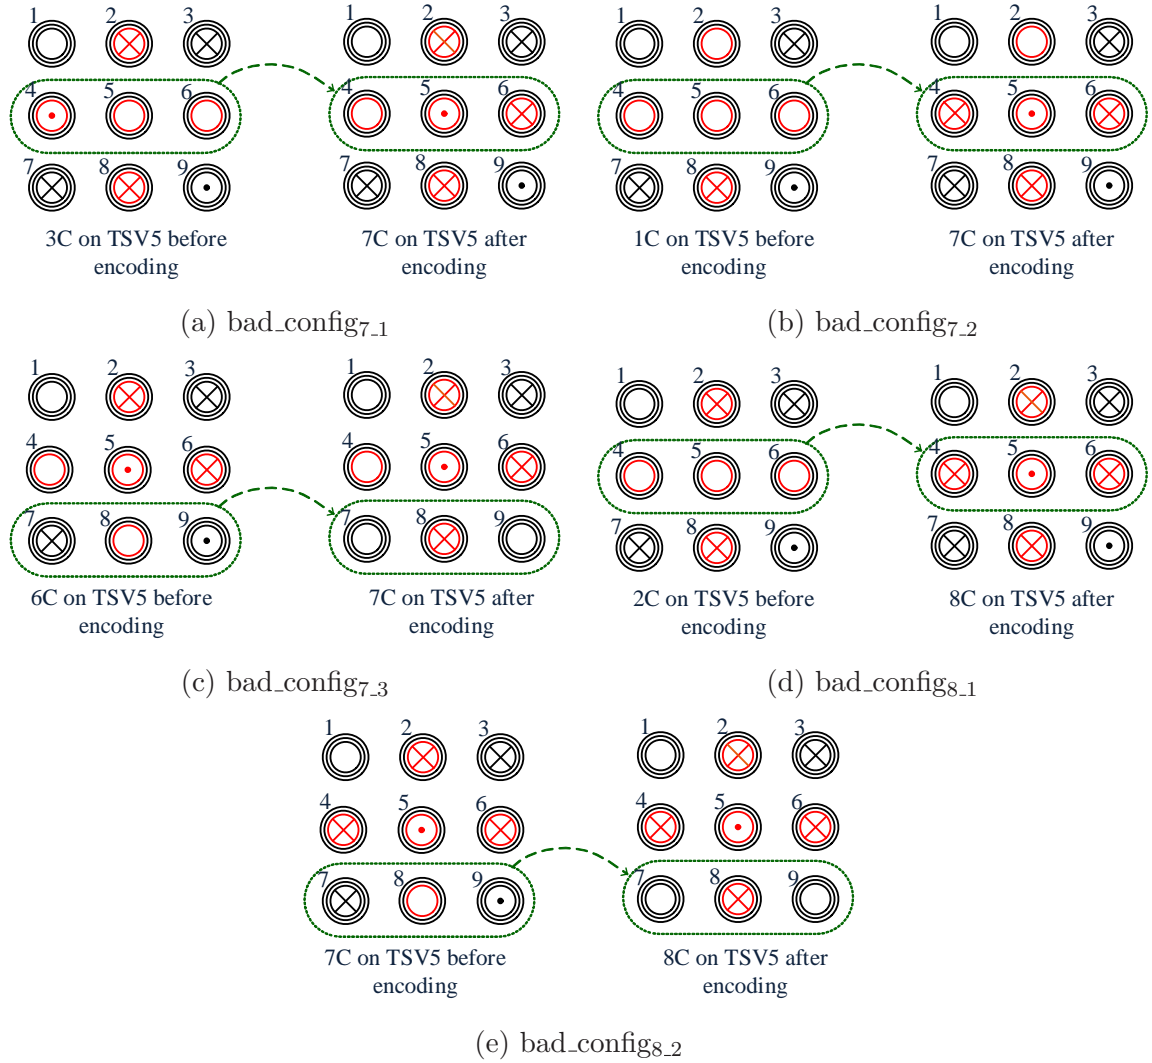 1 2 3 1 2 3
4 5 6 4 5 6
7 8 9 7 8 9
3C on TSV5 before encoding
7C on TSV5 after encoding
(a) bad_config7_1
1 2 3 1 2 3
4 5 6 4 5 6
7 8 9 7 8 9
1C on TSV5 before encoding
7C on TSV5 after encoding
(b) bad_config7_2
1 2 3 1 2 3
4 5 6 4 5 6
7 8 9 7 8 9
6C on TSV5 before encoding
7C on TSV5 after encoding
(c) bad_config7_3
1 2 3 1 2 3
4 5 6 4 5 6
7 8 9 7 8 9
2C on TSV5 before encoding
8C on TSV5 after encoding
(d) bad_config8_1
1 2 3 1 2 3
4 5 6 4 5 6
7 8 9 7 8 9
7C on TSV5 before encoding
8C on TSV5 after encoding
(e) bad_config8_2